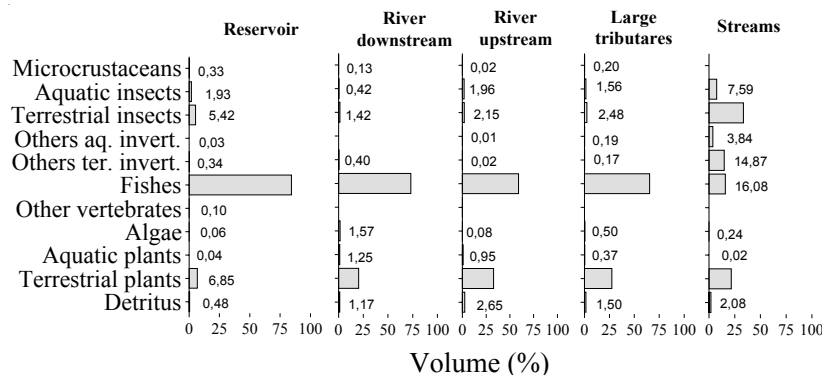 Reservoir
River
downstream
River
upstream
Large
tributares
Streams
Microcrustaceans 0,33 0,13 0,02 0,20
Aquatic insects 1,93 0,42 1,96 1,56 7,59
Terrestrial insects 5,42 1,42 2,15 2,48
Others aq. invert. 0,03 0,01 0,19 3,84
Others ter. invert. 0,34 0,40 0,02 0,17 14,87
Fishes 16,08
Other vertebrates 0,10
Algae 0,06 1,57 0,08 0,50 0,24
Aquatic plants 0,04 1,25 0,95 0,37 0,02
Terrestrial plants 6,85
Detritus 0,48 1,17 2,65 1,50 2,08
0 25 50 75 100 0 25 50 75 100 0 25 50 75 100 0 25 50 75 100 0 25 50 75 100
Volume (%)